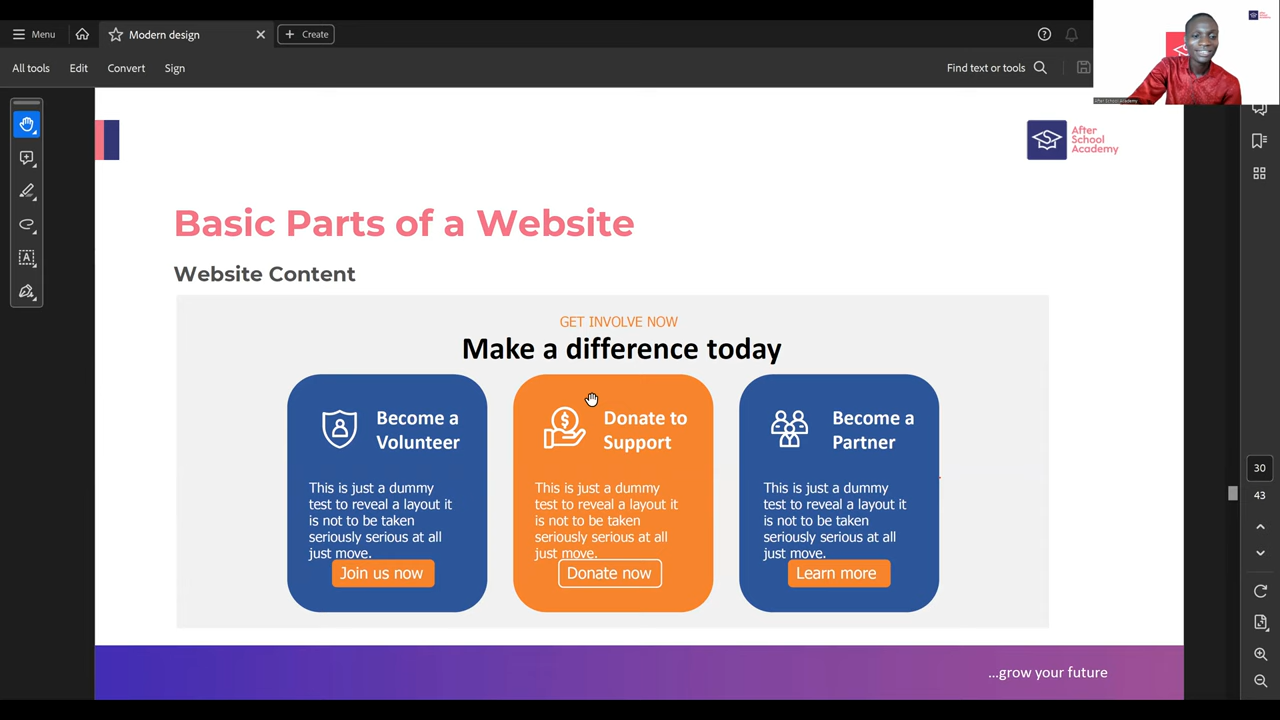 Menu
Modern design
Create
All tools
Edit
Convert
Sign
Find text or tools
After School Academy
After
School
Academy
Basic Parts of a Website
Website Content
GET INVOLVE NOW
Make a difference today
Become a
Volunteer
This is just a dummy
test to reveal a layout it
is not to be taken
seriously serious at all
just move.
Join us now
Donate to
Support
This is just a dummy
test to reveal a layout it
is not to be taken
seriously serious at all
just move.
Donate now
Become a
Partner
This is just a dummy
test to reveal a layout it
is not to be taken
seriously serious at all
just move.
Learn more
30
43
...grow your future